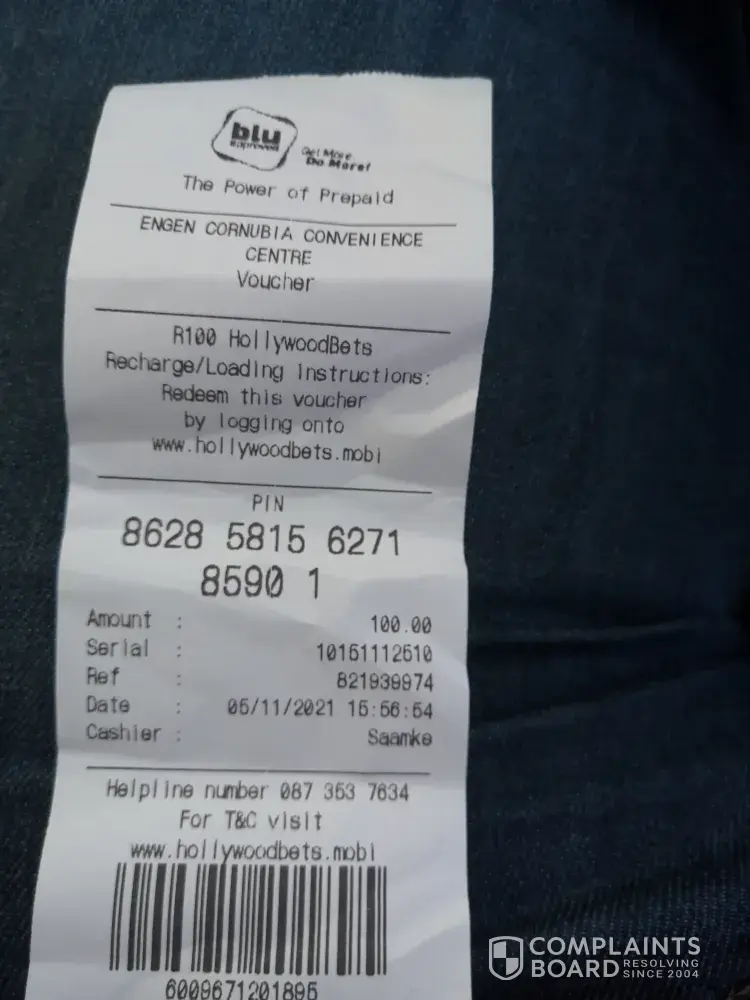 blu
approved
Get More.
Do More!
The Power of Prepaid
ENGEN CORNUBIA CONVENIENCE
CENTRE
Voucher
R100 HollywoodBets
Recharge/Loading Instructions:
Redeem this voucher
by logging onto
www.hollywoodbets.mobi
PIN
8628 5815 6271
8590 1
Amount : 100.00
Serial : 10151112510
Ref : 821939974
Date : 05/11/2021 15:56:54
Cashier : Saamke
Helpline number 087 353 7634
For T&C visit
www.hollywoodbets.mobi
6009671201895
COMPLAINTS
BOARD RESOLVING
SINCE 2004